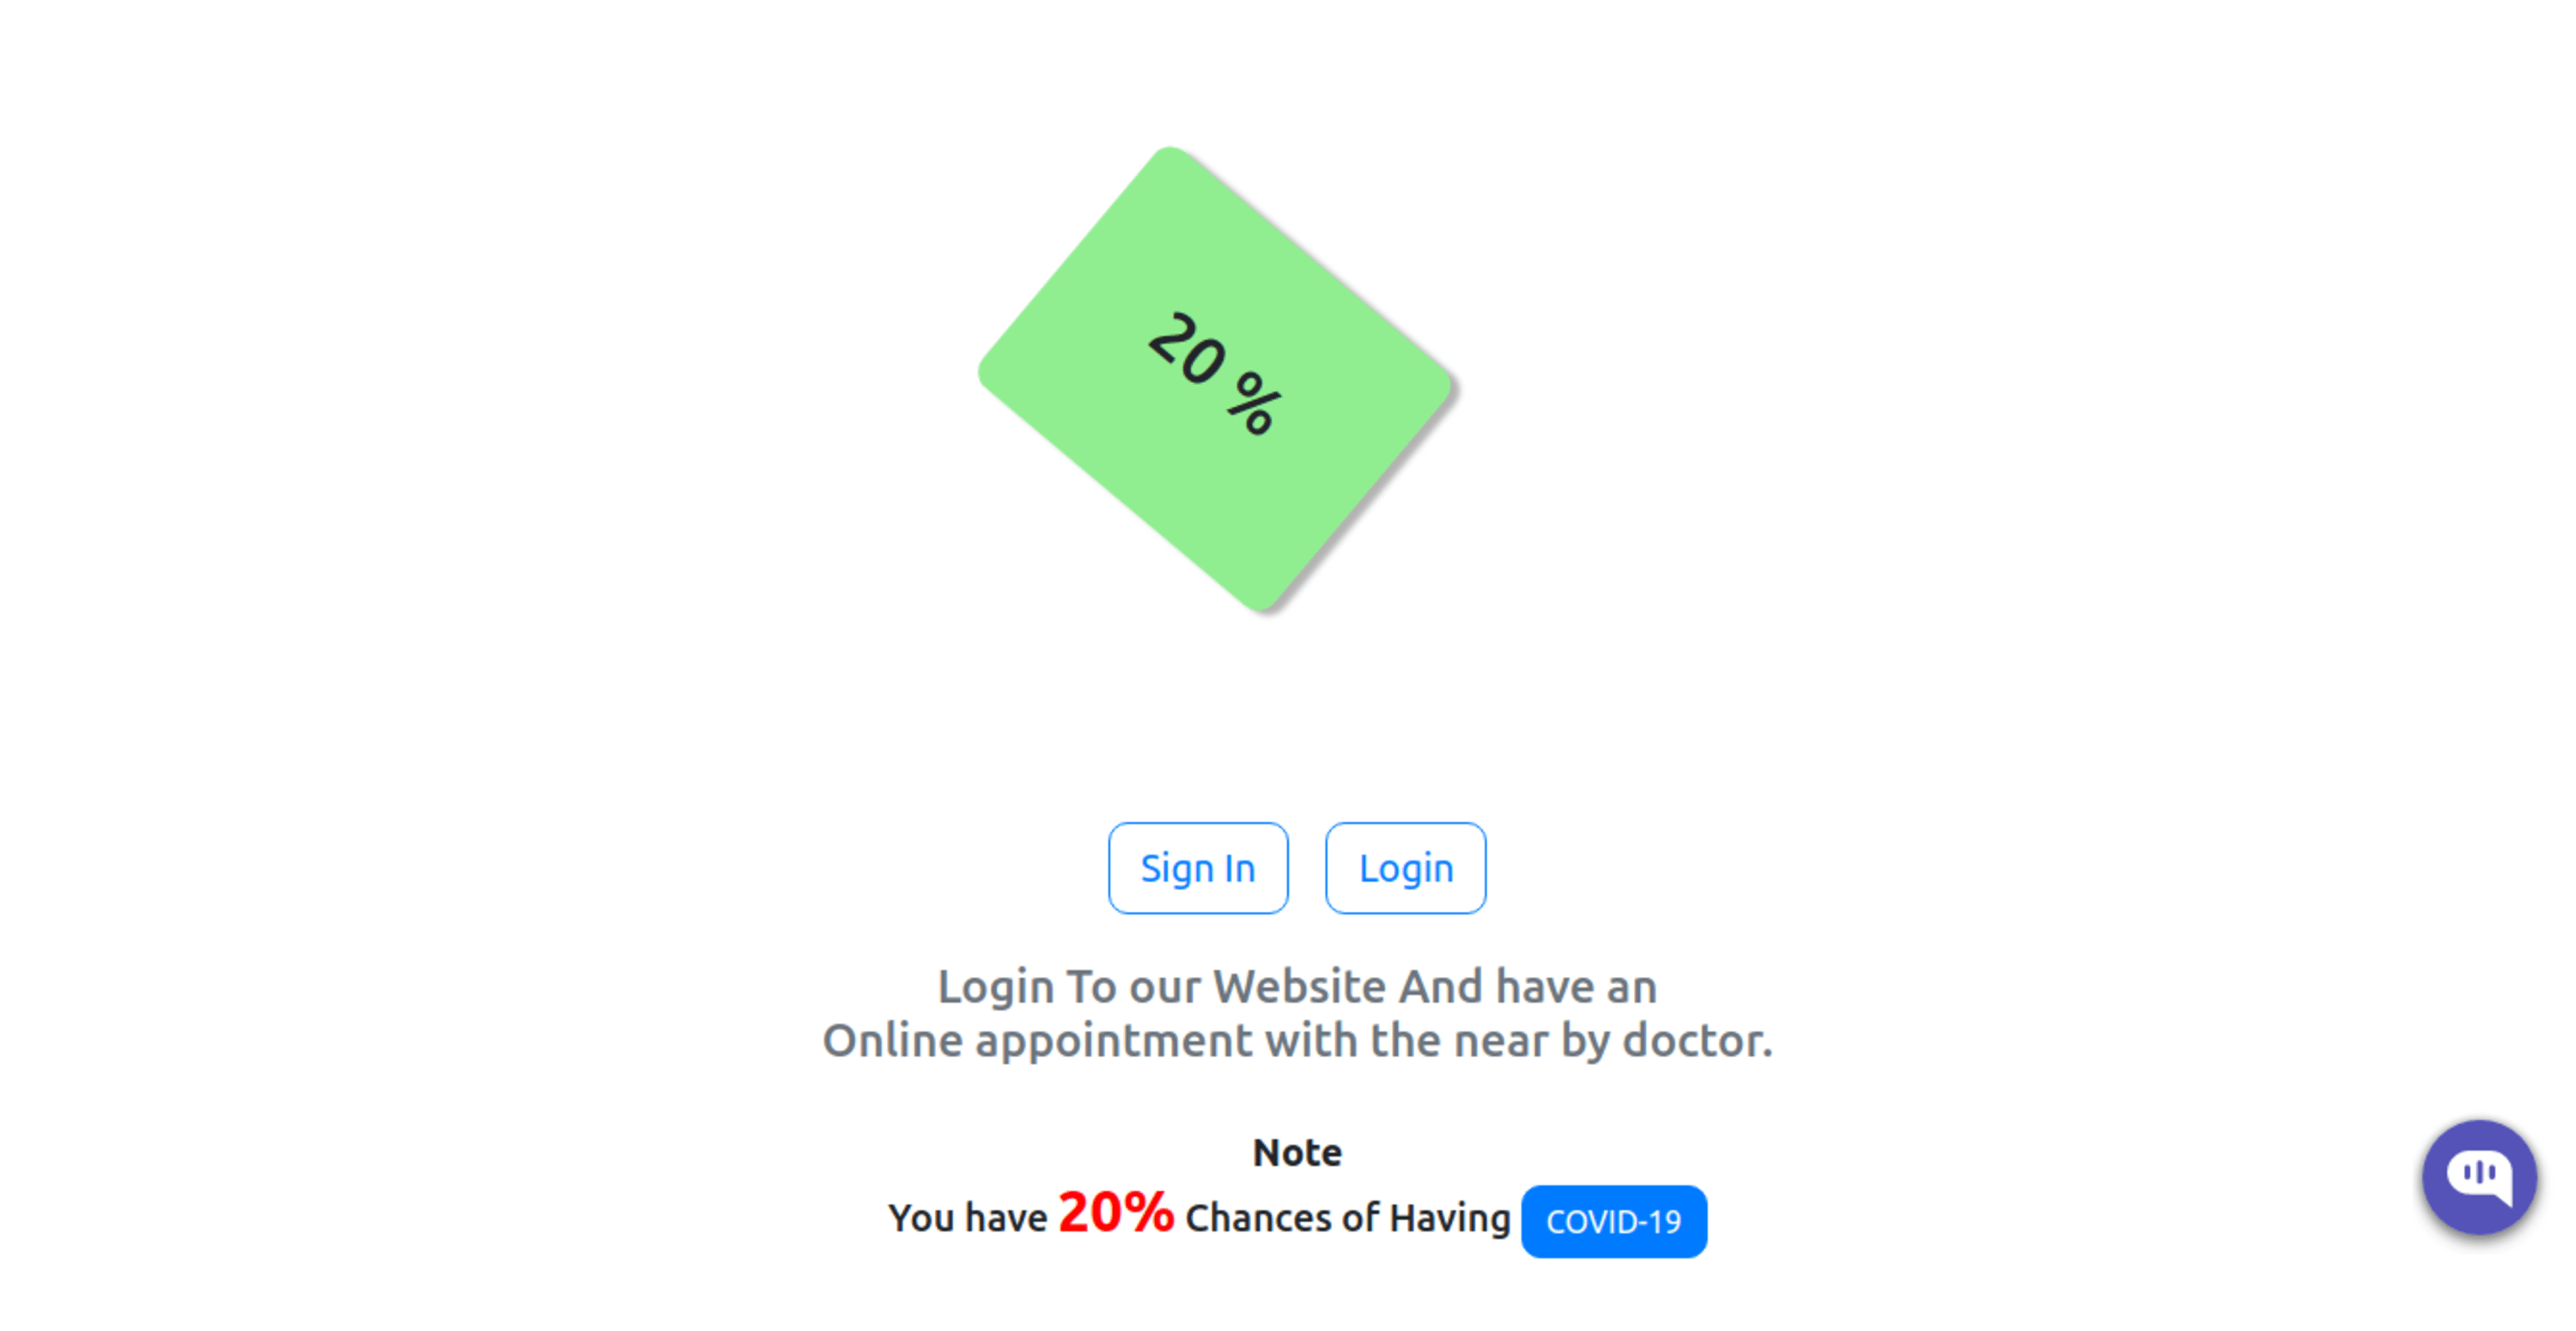 20 %
Sign In Login
Login To our Website And have an
Online appointment with the near by doctor.
Note
You have 20% Chances of Having COVID-19